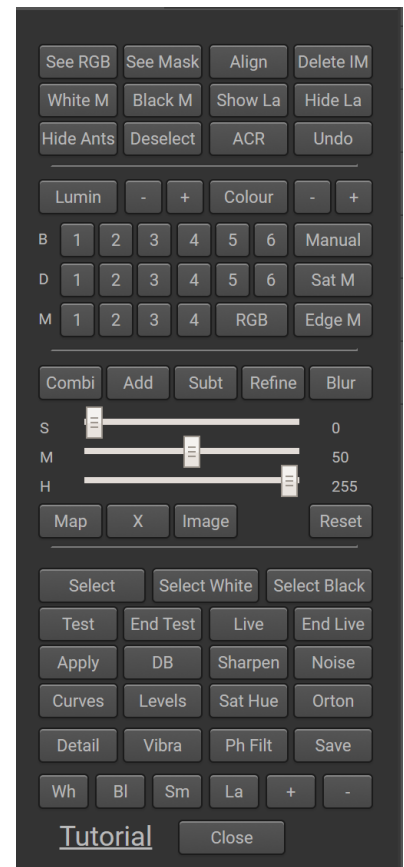 See RGB See Mask Align Delete IM
White M Black M Show La Hide La
Hide Ants Deselect ACR Undo
Lumin - + Colour - +
B 1 2 3 4 5 6 Manual
D 1 2 3 4 5 6 Sat M
M 1 2 3 4 RGB Edge M
Combi Add Subt Refine Blur
S 0
M 50
H 255
Map X Image Reset
Select Select White Select Black
Test End Test Live End Live
Apply DB Sharpen Noise
Curves Levels Sat Hue Orton
Detail Vibra Ph Filt Save
Wh Bl Sm La + -
Tutorial Close